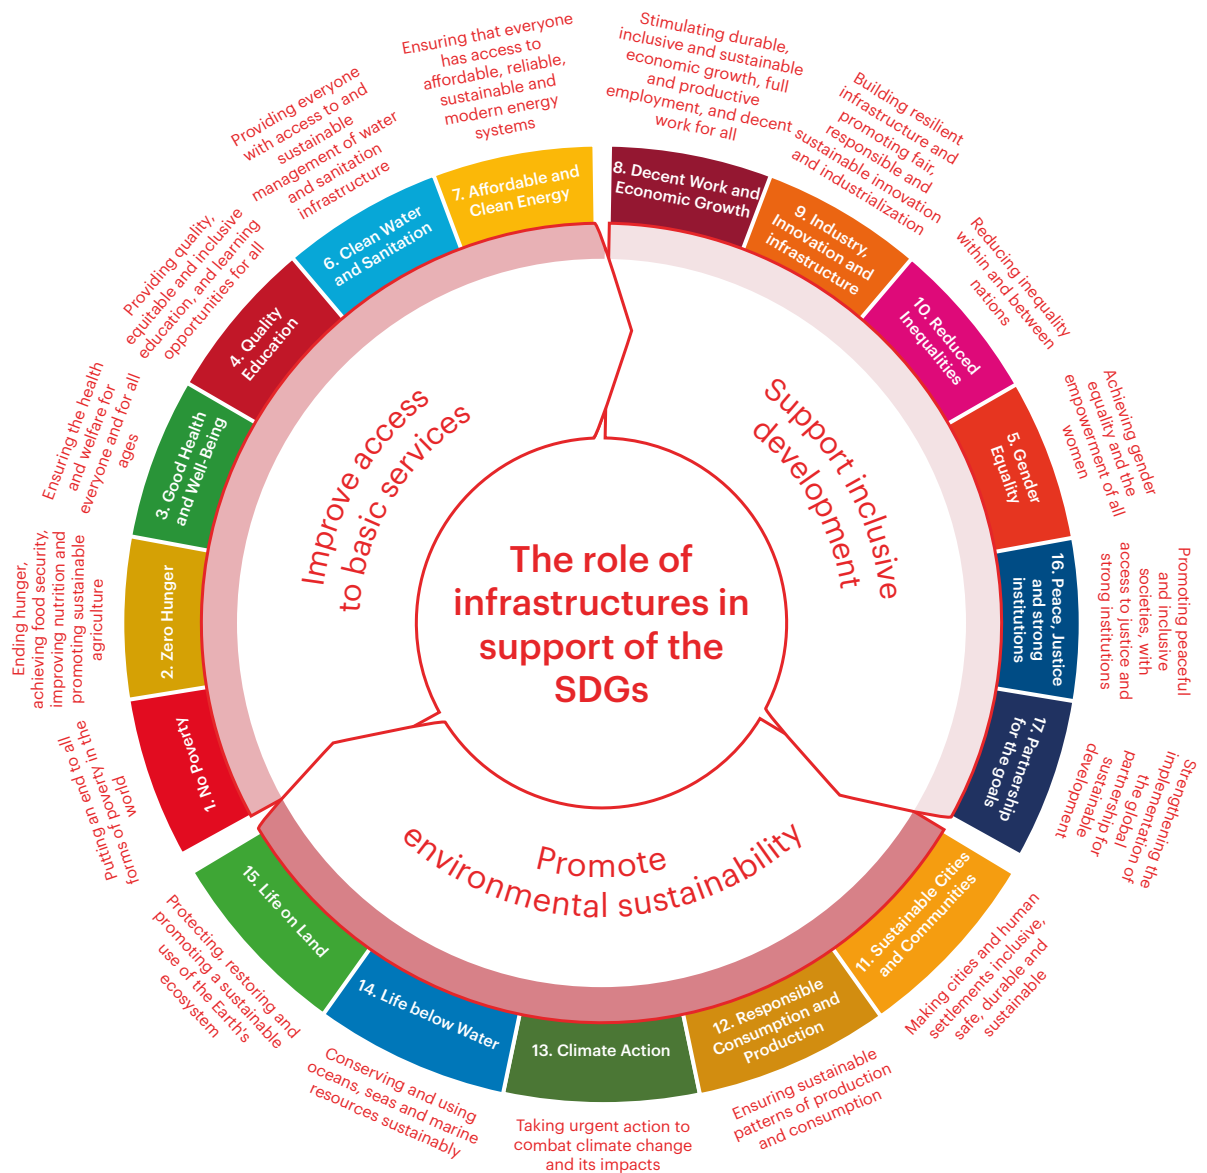 The role of
infrastructures in
support of the
SDGs
Improve access
to basic services
Support inclusive
development
Promote
environmental sustainability
1. No Poverty
Putting an end to all
forms of poverty in the
world
2. Zero Hunger
Ending hunger,
achieving food security,
improving nutrition and
promoting sustainable
agriculture
3. Good Health
and Well-Being
Ensuring the health
and welfare for
everyone and for all
ages
4. Quality
Education
Providing quality,
equitable and inclusive
education, and learning
opportunities for all
6. Clean Water
and Sanitation
Providing everyone
with access to and
sustainable
management of water
and sanitation
infrastructure
7. Affordable and
Clean Energy
Ensuring that everyone
has access to
affordable, reliable,
sustainable and
modern energy
systems
8. Decent Work and
Economic Growth
Stimulating durable,
inclusive and sustainable
economic growth, full
and productive
employment, and decent
work for all
9. Industry,
Innovation and
infrastructure
Building resilient
infrastructure and
promoting fair,
responsible and
sustainable innovation
and industrialization
10. Reduced
Inequalities
Reducing inequality
within and between
nations
5. Gender
Equality
Achieving gender
equality and the
empowerment of all
women
16. Peace, Justice
and strong
institutions
Promoting peaceful
and inclusive
societies, with
access to justice and
strong institutions
17. Partnership
for the goals
Strengthening the
implementation of
the global
partnership for
sustainable
development
11. Sustainable Cities
and Communities
Making cities and human
settlements inclusive,
safe, durable and
sustainable
12. Responsible
Consumption and
Production
Ensuring sustainable
patterns of production
and consumption
13. Climate Action
Taking urgent action to
combat climate change
and its impacts
14. Life below Water
Conserving and using
oceans, seas and marine
resources sustainably
15. Life on Land
Protecting, restoring and
promoting a sustainable
use of the Earth's
ecosystem